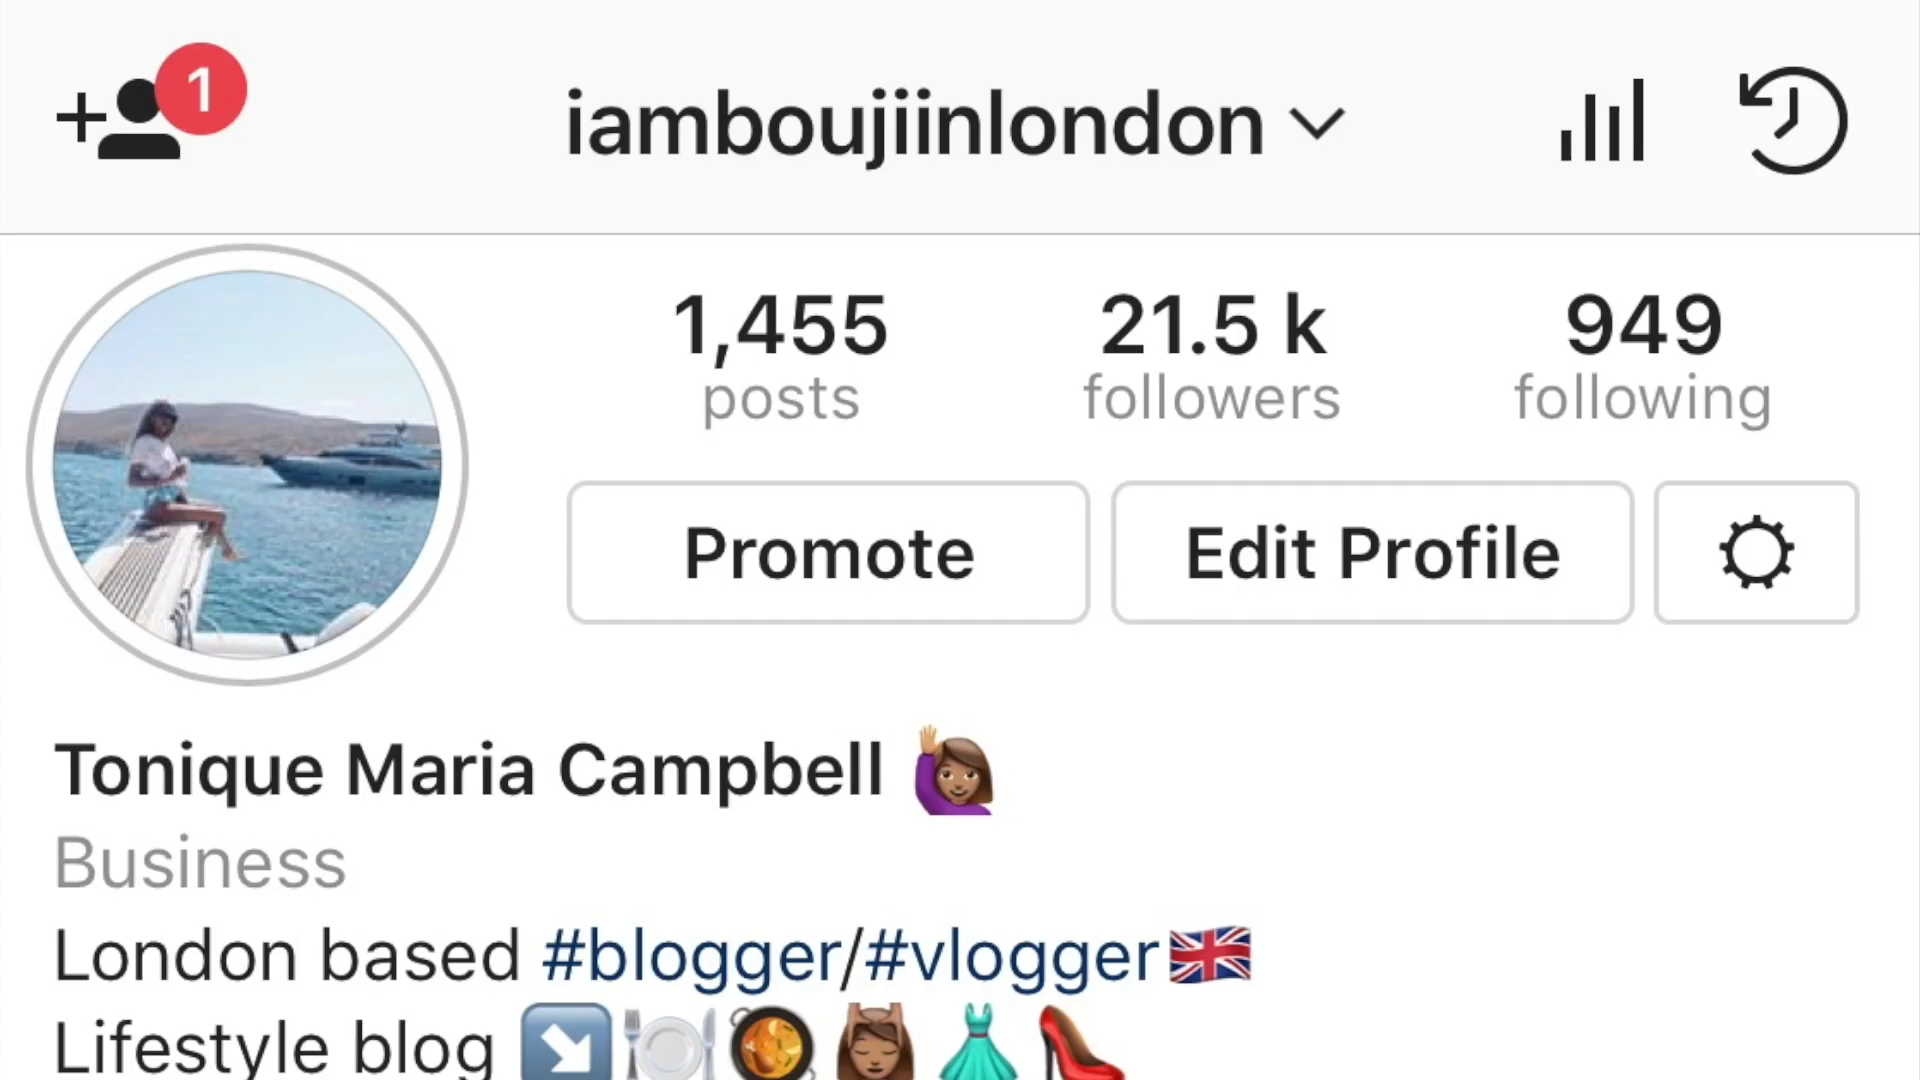 1
iamboujiinlondon
1,455 21.5 k 949
posts followers following
Promote Edit Profile
Tonique Maria Campbell 🙋🏽
Business
London based #blogger/#vlogger🇬🇧
Lifestyle blog ↘️🍽🥘💆🏽👗👠